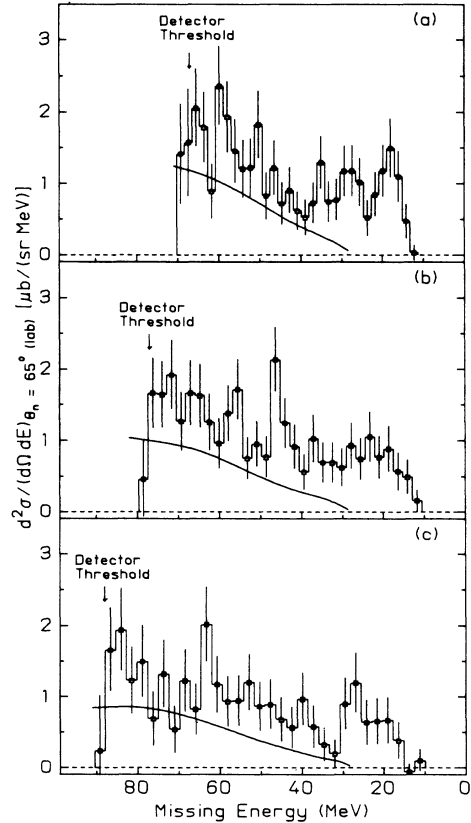 (a)
Detector
Threshold
3
2
1
0
(b)
Detector
Threshold
3
2
1
0
(c)
Detector
Threshold
3
2
1
0
80 60 40 20 0
Missing Energy (MeV)
d²σ/(dΩ dE)θₙ = 65° (lab) [μb/(sr MeV)]